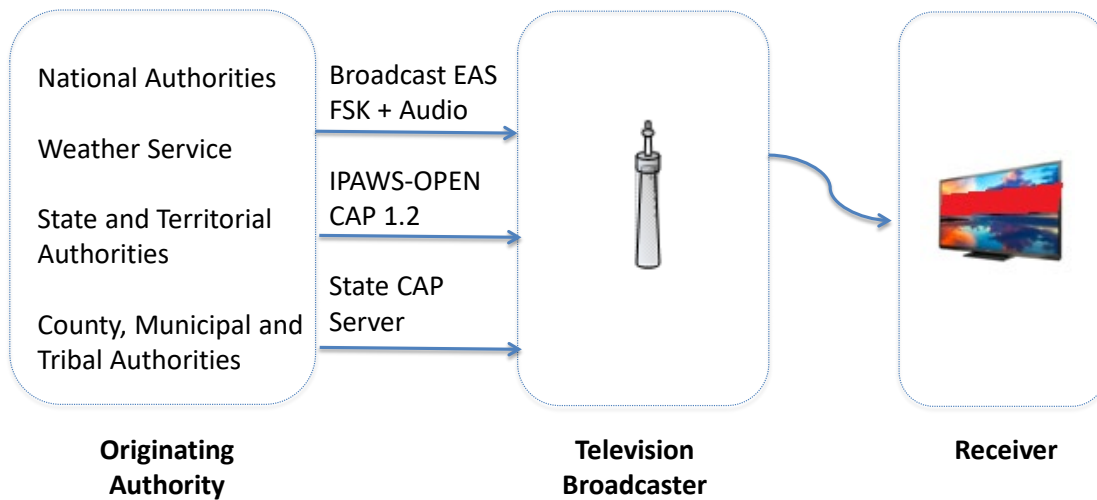 National Authorities
Weather Service
State and Territorial
Authorities
County, Municipal and
Tribal Authorities
Broadcast EAS
FSK + Audio
IPAWS-OPEN
CAP 1.2
State CAP
Server
Originating
Authority
Television
Broadcaster
Receiver